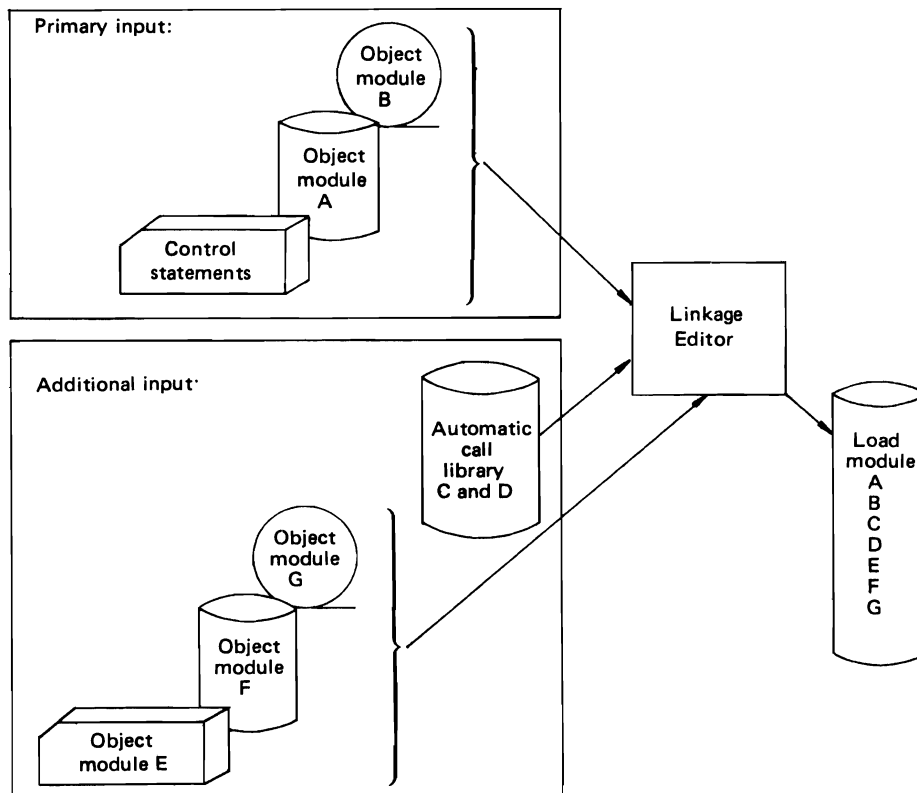 Primary input:
Object
module
B
Object
module
A
Control
statements
Linkage
Editor
Additional input:
Automatic
call
library
C and D
Object
module
G
Object
module
F
Object
module E
Load
module
A
B
C
D
E
F
G